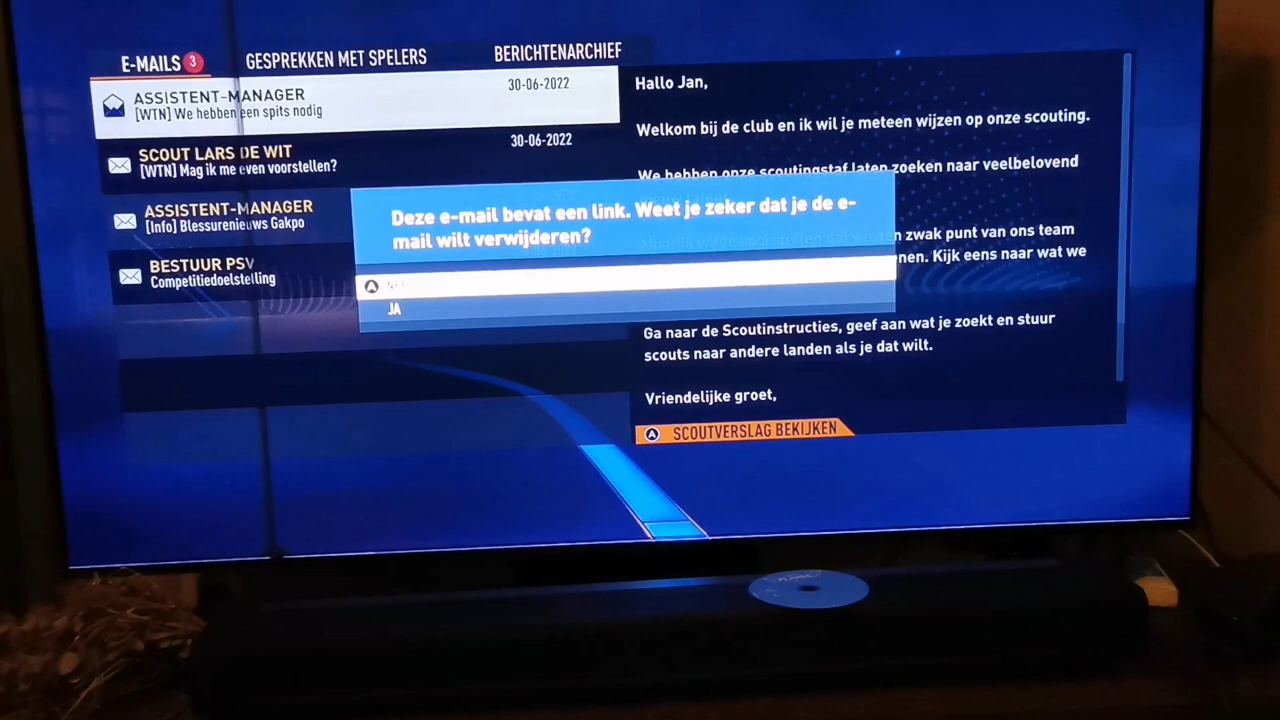 E-MAILS 3
GESPREKKEN MET SPELERS
BERICHTENARCHIEF
ASSISTENT-MANAGER
30-06-2022
[WTN] We hebben een spits nodig
SCOUT LARS DE WIT
30-06-2022
[WTN] Mag ik me even voorstellen?
ASSISTENT-MANAGER
[Info] Blessurenieuws Gakpo
BESTUUR PSV
Competitiedoelstelling
Deze e-mail bevat een link. Weet je zeker dat je de e-
mail wilt verwijderen?
A NEE
JA
Hallo Jan,
Welkom bij de club en ik wil je meteen wijzen op onze scouting.
We hebben onze scoutingstaf laten zoeken naar veelbelovend
zwak punt van ons team
Kijk eens naar wat we
Ga naar de Scoutinstructies, geef aan wat je zoekt en stuur
scouts naar andere landen als je dat wilt.
Vriendelijke groet,
A SCOUTVERSLAG BEKIJKEN